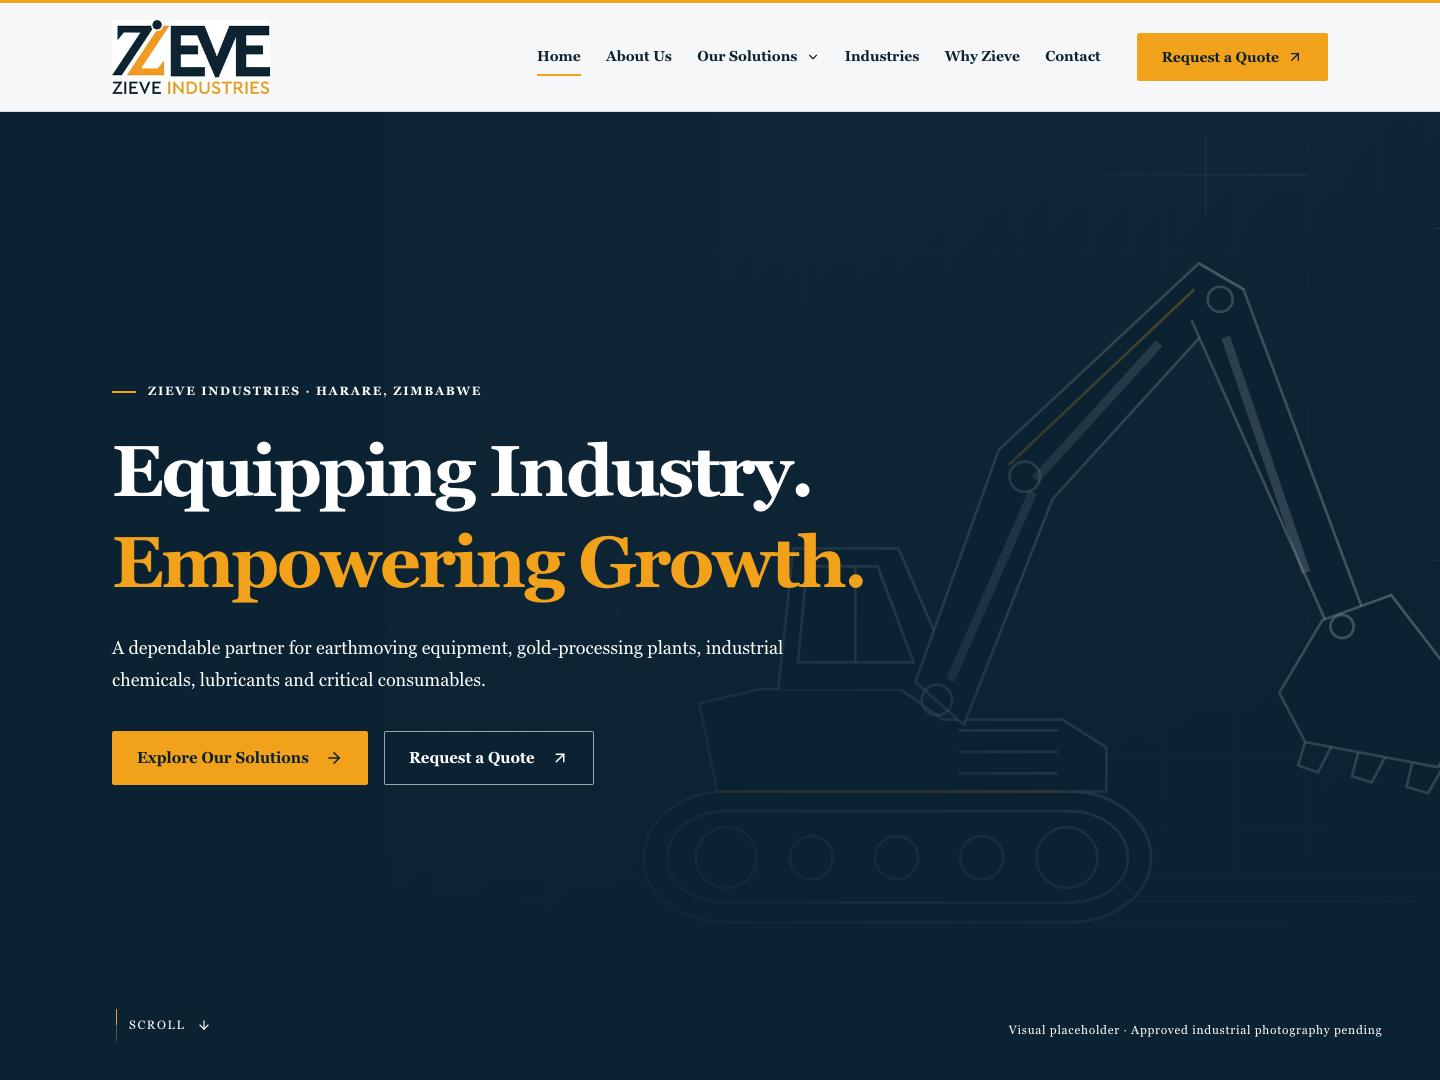 ZIEVE
ZIEVE INDUSTRIES
Home About Us Our Solutions Industries Why Zieve Contact Request a Quote
ZIEVE INDUSTRIES · HARARE, ZIMBABWE
Equipping Industry.
Empowering Growth.
A dependable partner for earthmoving equipment, gold-processing plants, industrial
chemicals, lubricants and critical consumables.
Explore Our Solutions Request a Quote
SCROLL
Visual placeholder · Approved industrial photography pending